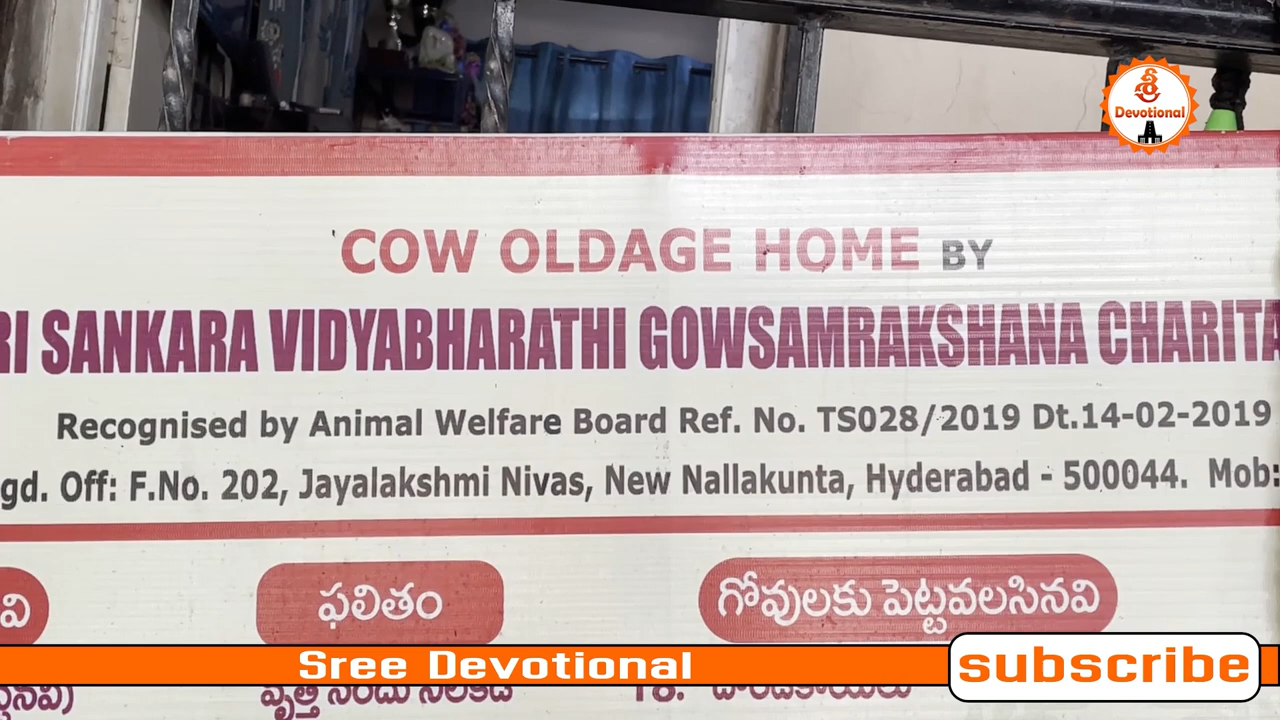 శ్రీ
Devotional
COW OLDAGE HOME BY
RI SANKARA VIDYABHARATHI GOWSAMRAKSHANA CHARITA
Recognised by Animal Welfare Board Ref. No. TS028/2019 Dt.14-02-2019
gd. Off: F.No. 202, Jayalakshmi Nivas, New Nallakunta, Hyderabad - 500044. Mob:
వి ఫలితం గోవులకు పెట్టవలసినవి
Sree Devotional subscribe
18.